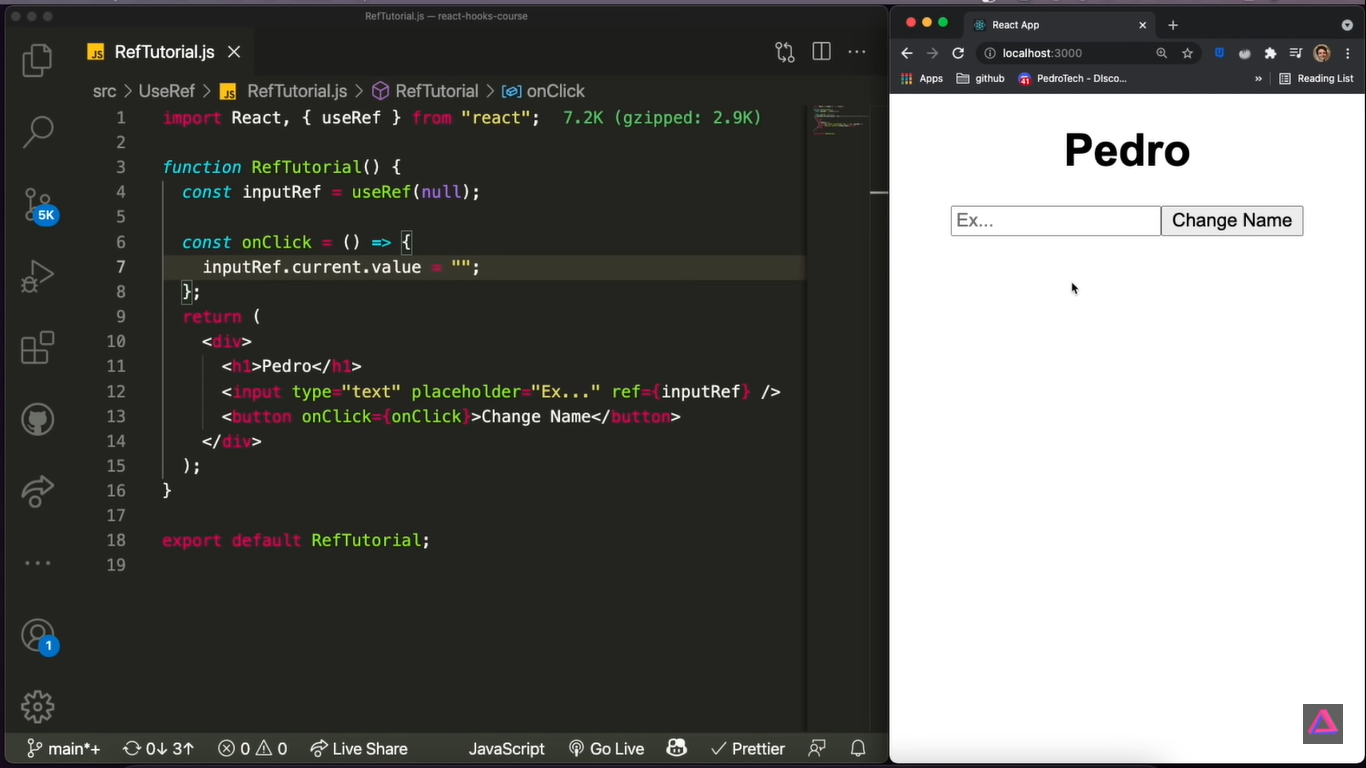 RefTutorial.js — react-hooks-course
JS RefTutorial.js
src > UseRef > JS RefTutorial.js > RefTutorial > onClick
1 import React, { useRef } from "react"; 7.2K (gzipped: 2.9K)
2
3 function RefTutorial() {
4 const inputRef = useRef(null);
5
6 const onClick = () => {
7 inputRef.current.value = "";
8 };
9 return (
10 <div>
11 <h1>Pedro</h1>
12 <input type="text" placeholder="Ex..." ref={inputRef} />
13 <button onClick={onClick}>Change Name</button>
14 </div>
15 );
16 }
17
18 export default RefTutorial;
19
5K
1
main*+ 0↓ 3↑ 0 0 Live Share JavaScript Go Live Prettier
React App
localhost:3000
Apps github 41 PedroTech - DIsco... » Reading List
Pedro
Ex... Change Name